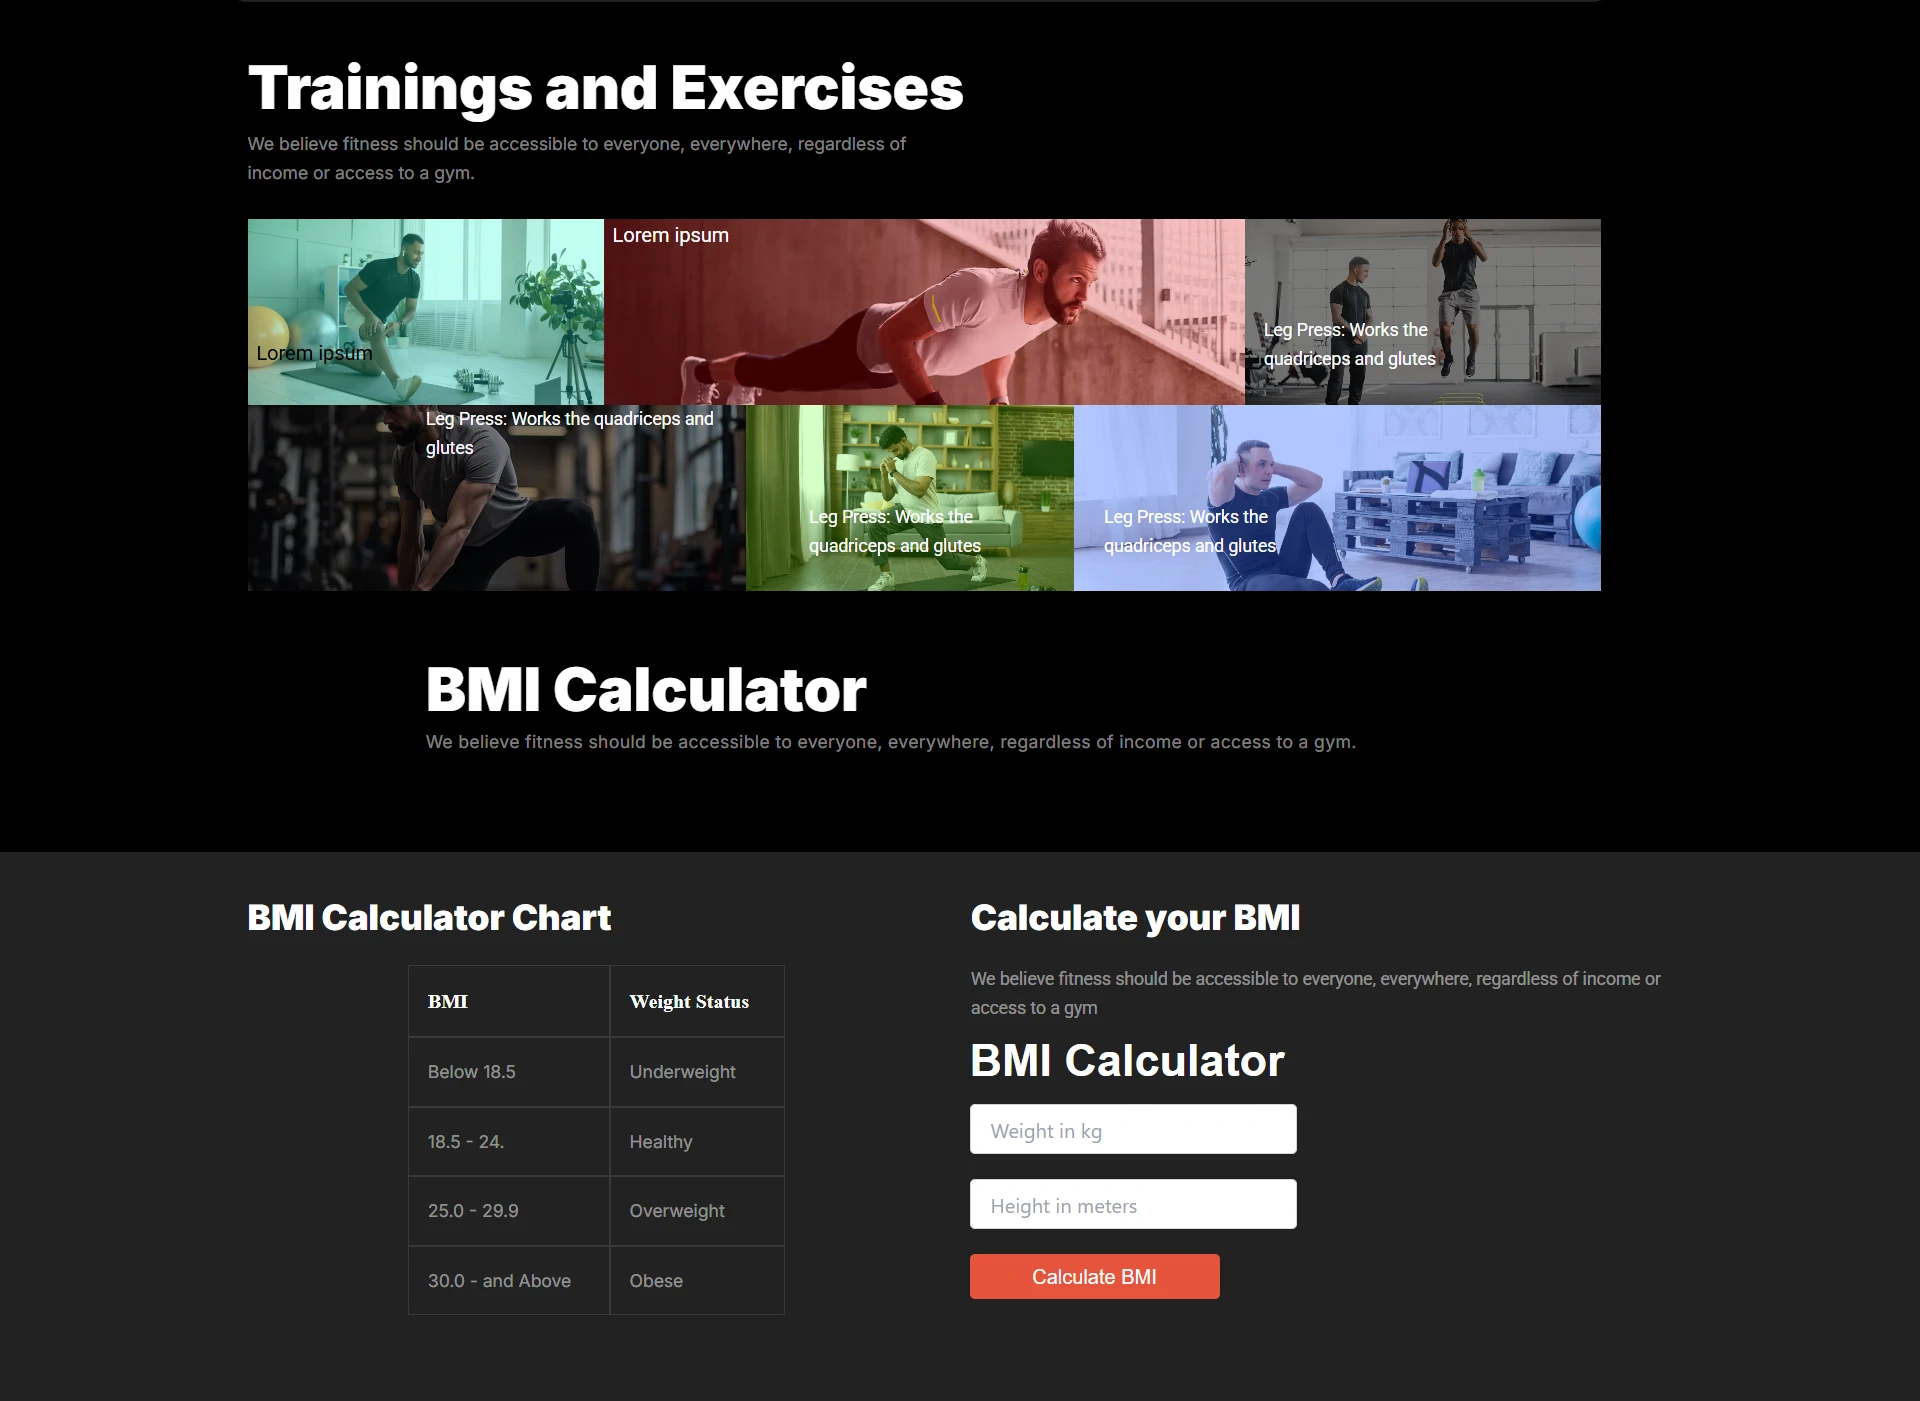 Trainings and Exercises
We believe fitness should be accessible to everyone, everywhere, regardless of
income or access to a gym.
Lorem ipsum
Lorem ipsum
Leg Press: Works the
quadriceps and glutes
Leg Press: Works the quadriceps and
glutes
Leg Press: Works the
quadriceps and glutes
Leg Press: Works the
quadriceps and glutes
BMI Calculator
We believe fitness should be accessible to everyone, everywhere, regardless of income or access to a gym.
BMI Calculator Chart
BMI Weight Status
Below 18.5 Underweight
18.5 - 24. Healthy
25.0 - 29.9 Overweight
30.0 - and Above Obese
Calculate your BMI
We believe fitness should be accessible to everyone, everywhere, regardless of income or
access to a gym
BMI Calculator
Weight in kg
Height in meters
Calculate BMI